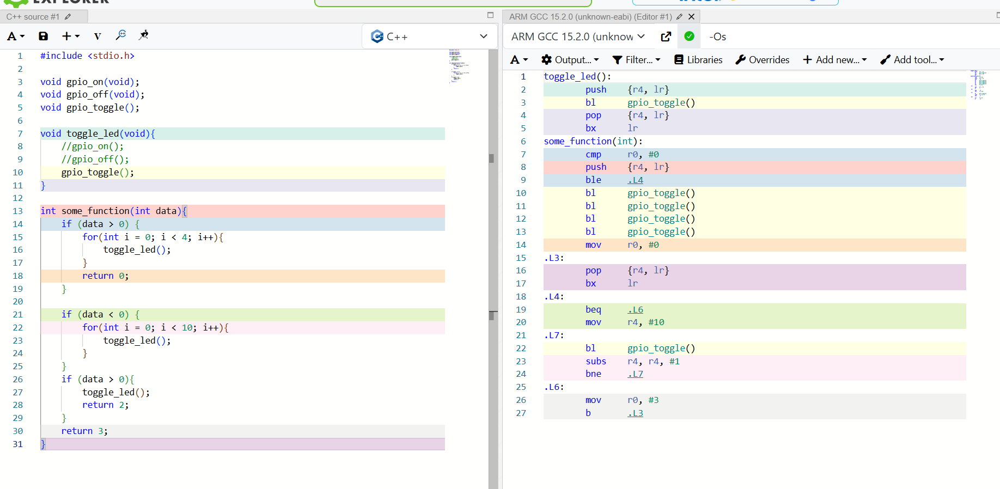 EXPLORER
C++ source #1
ARM GCC 15.2.0 (unknown-eabi) (Editor #1)
A
V
C++
ARM GCC 15.2.0 (unknow
-Os
A
Output...
Filter...
Libraries
Overrides
Add new...
Add tool...
1 #include <stdio.h>
2
3 void gpio_on(void);
4 void gpio_off(void);
5 void gpio_toggle();
6
7 void toggle_led(void){
8 //gpio_on();
9 //gpio_off();
10 gpio_toggle();
11 }
12
13 int some_function(int data){
14 if (data > 0) {
15 for(int i = 0; i < 4; i++){
16 toggle_led();
17 }
18 return 0;
19 }
20
21 if (data < 0) {
22 for(int i = 0; i < 10; i++){
23 toggle_led();
24 }
25 }
26 if (data > 0){
27 toggle_led();
28 return 2;
29 }
30 return 3;
31 }
1 toggle_led():
2 push {r4, lr}
3 bl gpio_toggle()
4 pop {r4, lr}
5 bx lr
6 some_function(int):
7 cmp r0, #0
8 push {r4, lr}
9 ble .L4
10 bl gpio_toggle()
11 bl gpio_toggle()
12 bl gpio_toggle()
13 bl gpio_toggle()
14 mov r0, #0
15 .L3:
16 pop {r4, lr}
17 bx lr
18 .L4:
19 beq .L6
20 mov r4, #10
21 .L7:
22 bl gpio_toggle()
23 subs r4, r4, #1
24 bne .L7
25 .L6:
26 mov r0, #3
27 b .L3